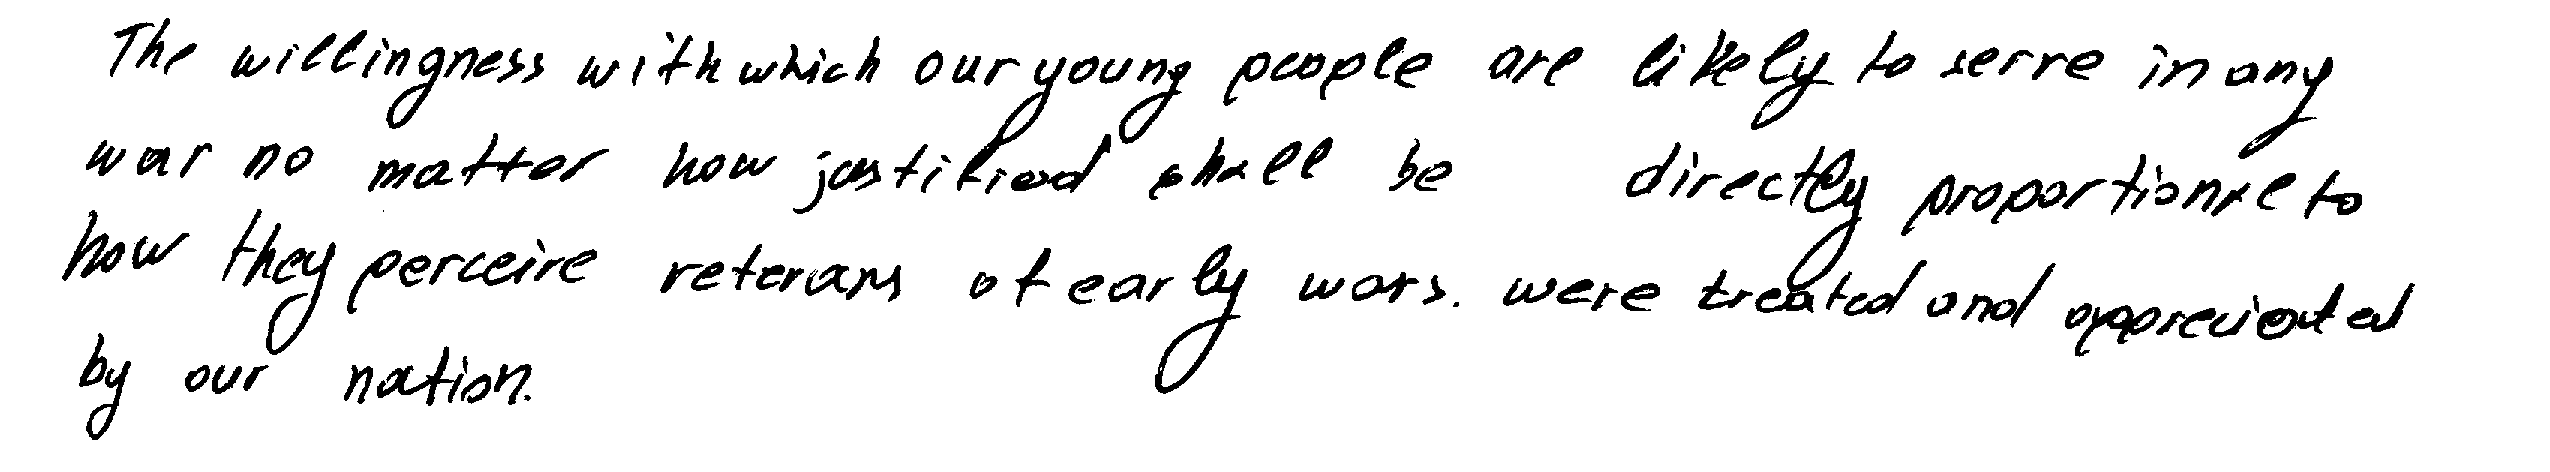 The willingness with which our young people are likely to serve in any
war no matter how justified shall be directly proportional to
how they perceive veterans of early wars. were treated and appreciated
by our nation.